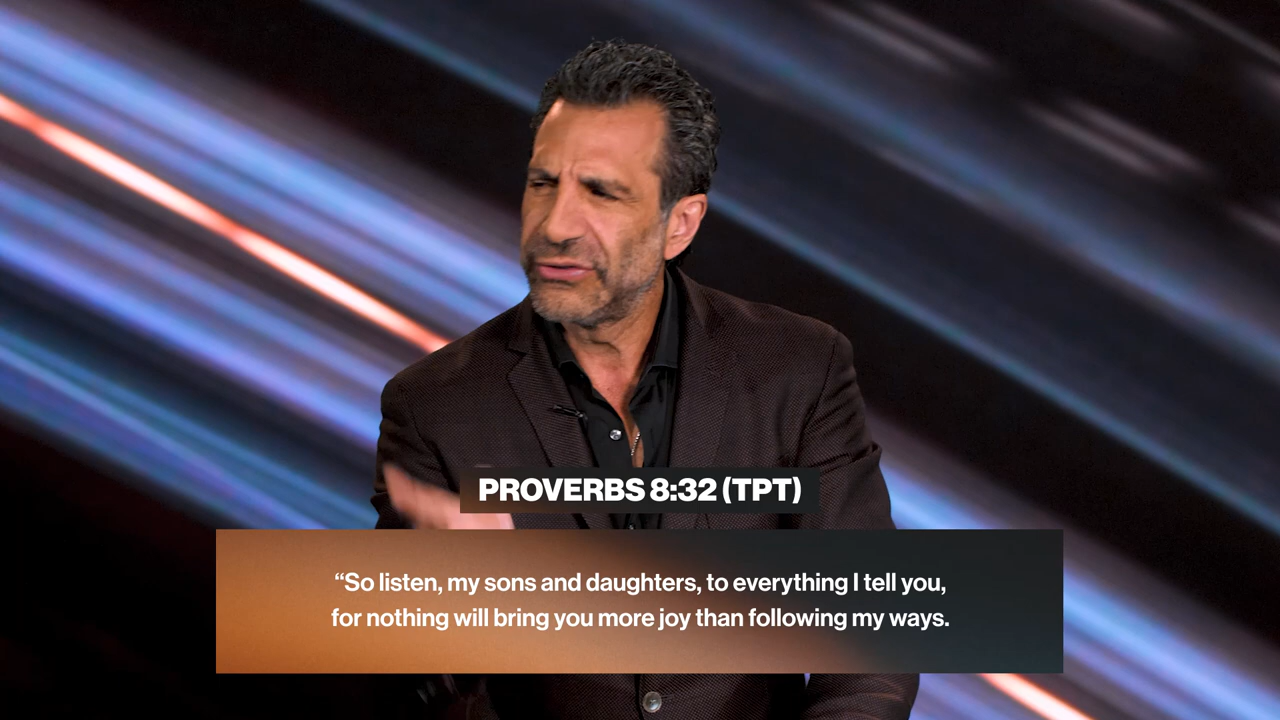 PROVERBS 8:32 (TPT)
“So listen, my sons and daughters, to everything I tell you,
for nothing will bring you more joy than following my ways.